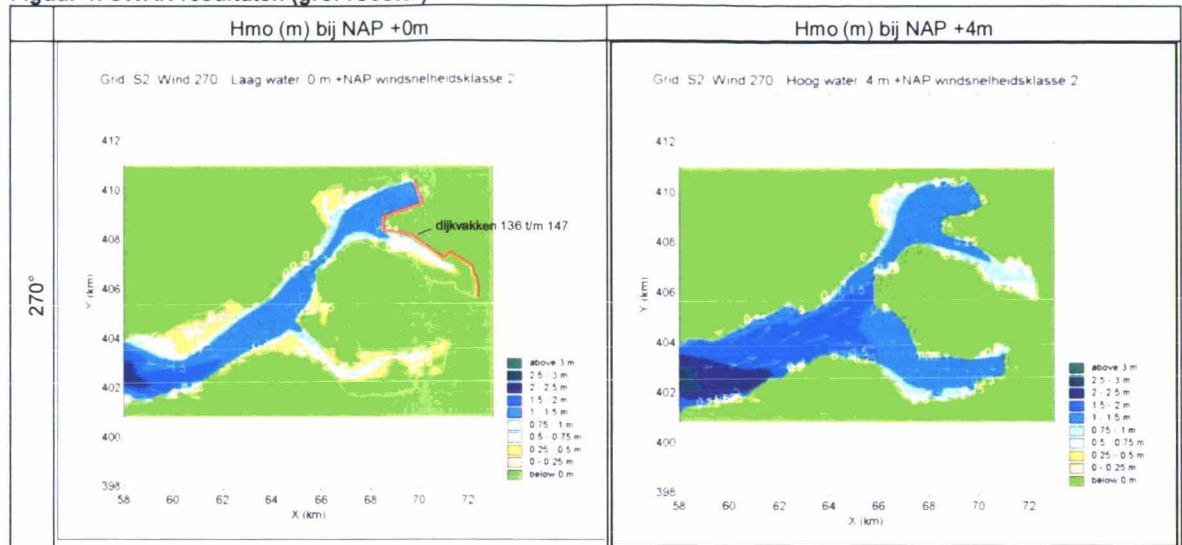 Hmo (m) bij NAP +0m
Hmo (m) bij NAP +4m
270°
Grid S2 Wind 270 Laag water 0 m +NAP windsnelheidsklasse 2
412
410
408
406
404
402
400
398
Y (km)
58 60 62 64 66 68 70 72
X (km)
dijkvakken 136 t/m 147
above 3 m
2.5 - 3 m
2 - 2.5 m
1.5 - 2 m
1 - 1.5 m
0.75 - 1 m
0.5 - 0.75 m
0.25 - 0.5 m
0 - 0.25 m
below 0 m
Grid S2 Wind 270 Hoog water 4 m +NAP windsnelheidsklasse 2
412
410
408
406
404
402
400
398
Y (km)
58 60 62 64 66 68 70 72
X (km)
above 3 m
2.5 - 3 m
2 - 2.5 m
1.5 - 2 m
1 - 1.5 m
0.75 - 1 m
0.5 0.75 m
0.25 - 0.5 m
0 - 0.25 m
below 0 m